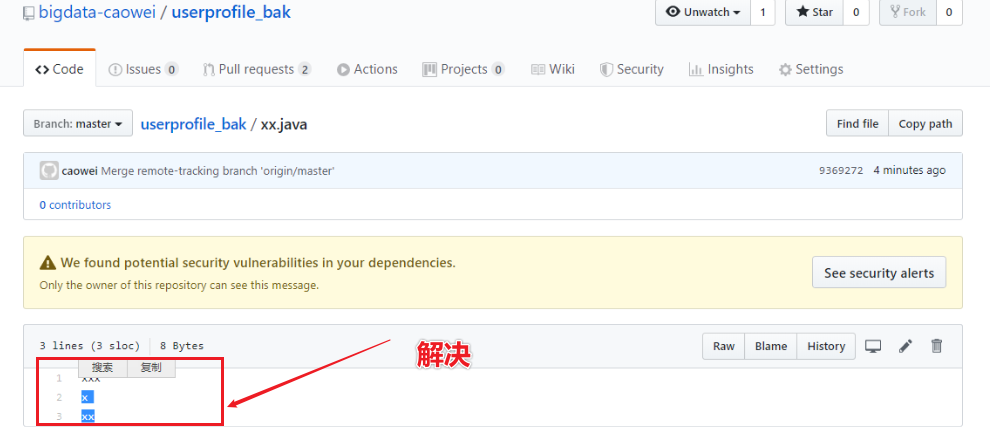 bigdata-caowei / userprofile_bak
Unwatch 1 Star 0 Fork 0
Code Issues 0 Pull requests 2 Actions Projects 0 Wiki Security Insights Settings
Branch: master userprofile_bak / xx.java Find file Copy path
caowei Merge remote-tracking branch 'origin/master' 9369272 4 minutes ago
0 contributors
We found potential security vulnerabilities in your dependencies.
Only the owner of this repository can see this message.
See security alerts
3 lines (3 sloc) 8 Bytes Raw Blame History
解决
搜索 复制
1 xxx
2 x
3 xx